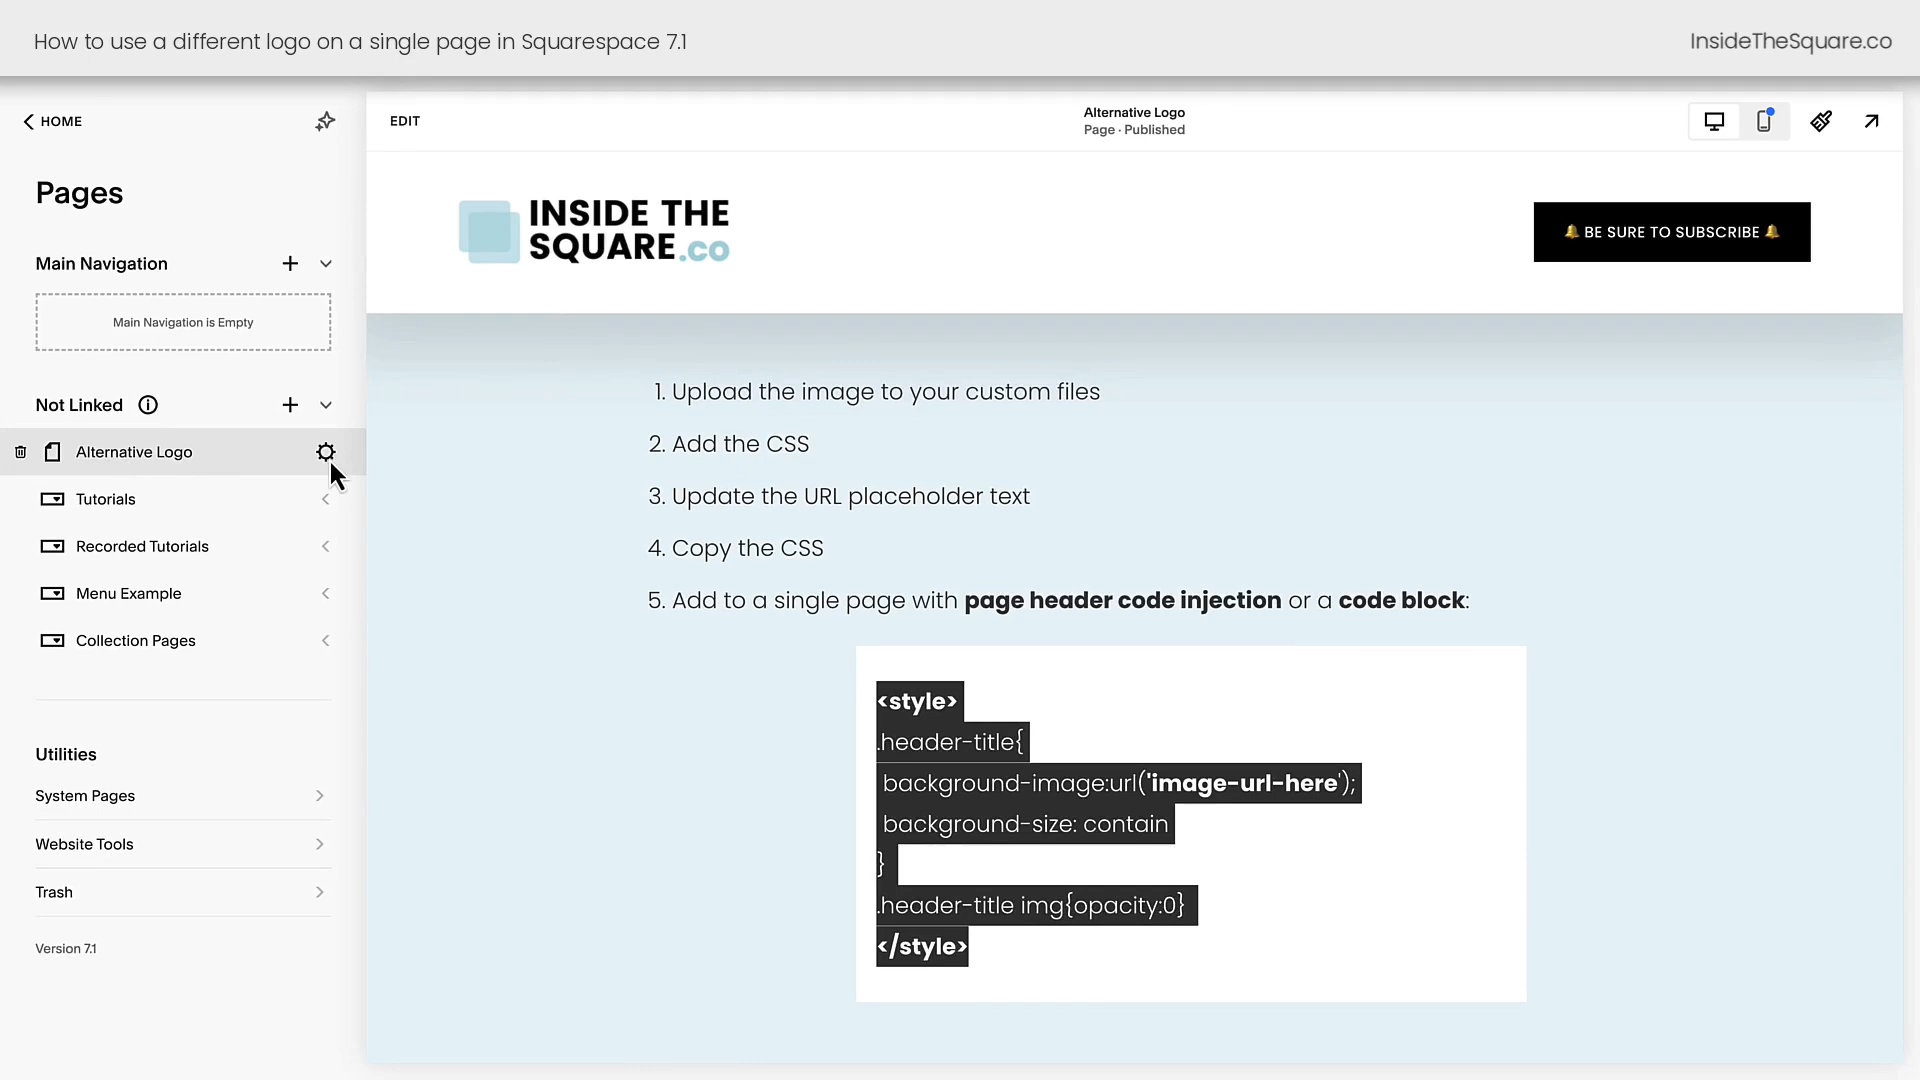 How to use a different logo on a single page in Squarespace 7.1
InsideTheSquare.co
HOME
Pages
Main Navigation
Main Navigation is Empty
Not Linked
Alternative Logo
Tutorials
Recorded Tutorials
Menu Example
Collection Pages
Utilities
System Pages
Website Tools
Trash
Version 7.1
EDIT
Alternative Logo
Page · Published
INSIDE THE
SQUARE.co
🔔 BE SURE TO SUBSCRIBE 🔔
1. Upload the image to your custom files
2. Add the CSS
3. Update the URL placeholder text
4. Copy the CSS
5. Add to a single page with page header code injection or a code block:
<style>
.header-title{
background-image:url('image-url-here');
background-size: contain
}
.header-title img{opacity:0}
</style>